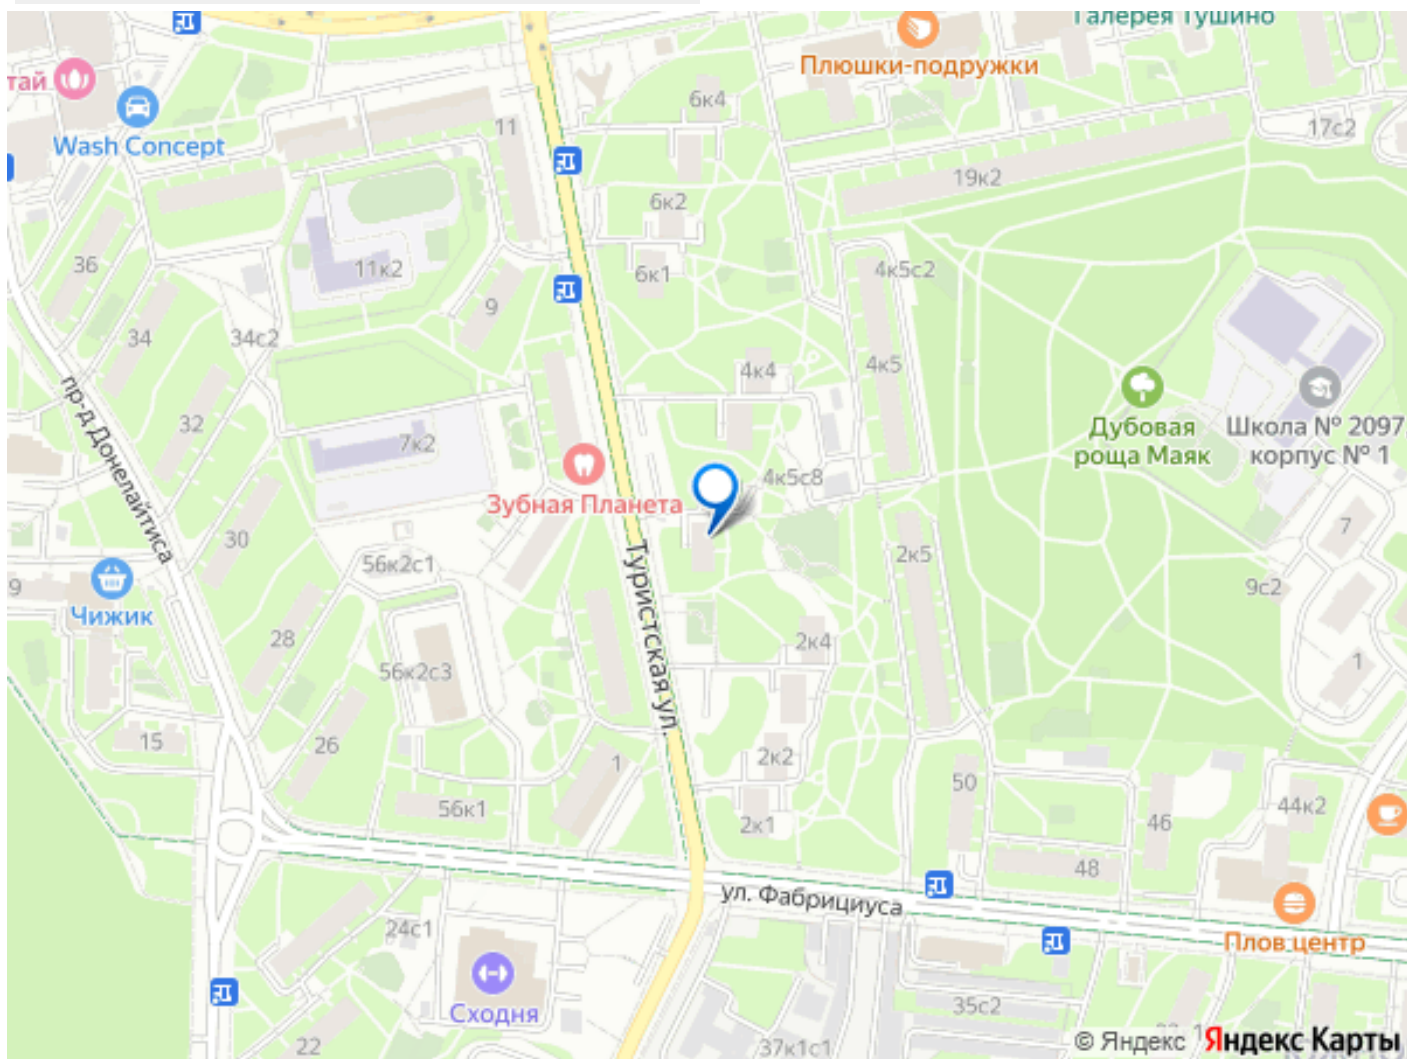 Галерея Тушино
Плюшки-подружки
тай
6к4
Wash Concept
11
17с2
19к2
6к2
36
11к2
6к1
4к5с2
9
34
34с2
4к4
4к5
пр-д Донелайтиса
32
7к2
Дубовая
роща Маяк
Школа № 2097,
корпус № 1
Зубная Планета
4к5с8
30
7
Туристская ул.
2к5
56к2с1
9
9с2
Чижик
28
2к4
56к2с3
1
15
26
2к2
1
50
56к1
2к1
46
44к2
48
ул. Фабрициуса
24с1
Плов центр
Сходня
35с2
22
37к1с1
© Яндекс Яндекс Карты